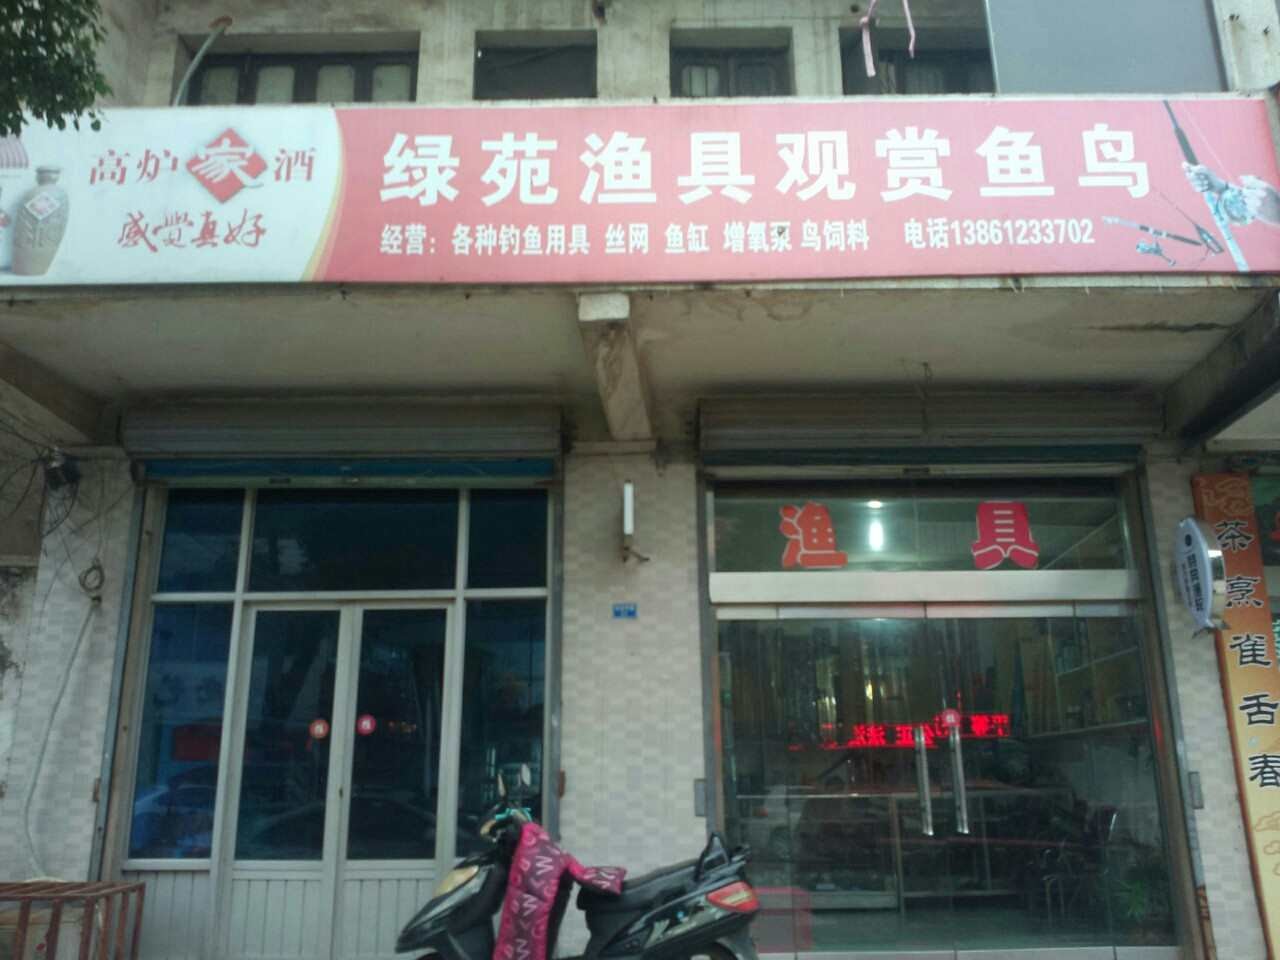 高炉家酒
感觉真好
绿苑渔具观赏鱼鸟
经营：各种钓鱼用具 丝网 鱼缸 增氧泵 鸟饲料 电话13861233702
渔具
茶烹雀舌春